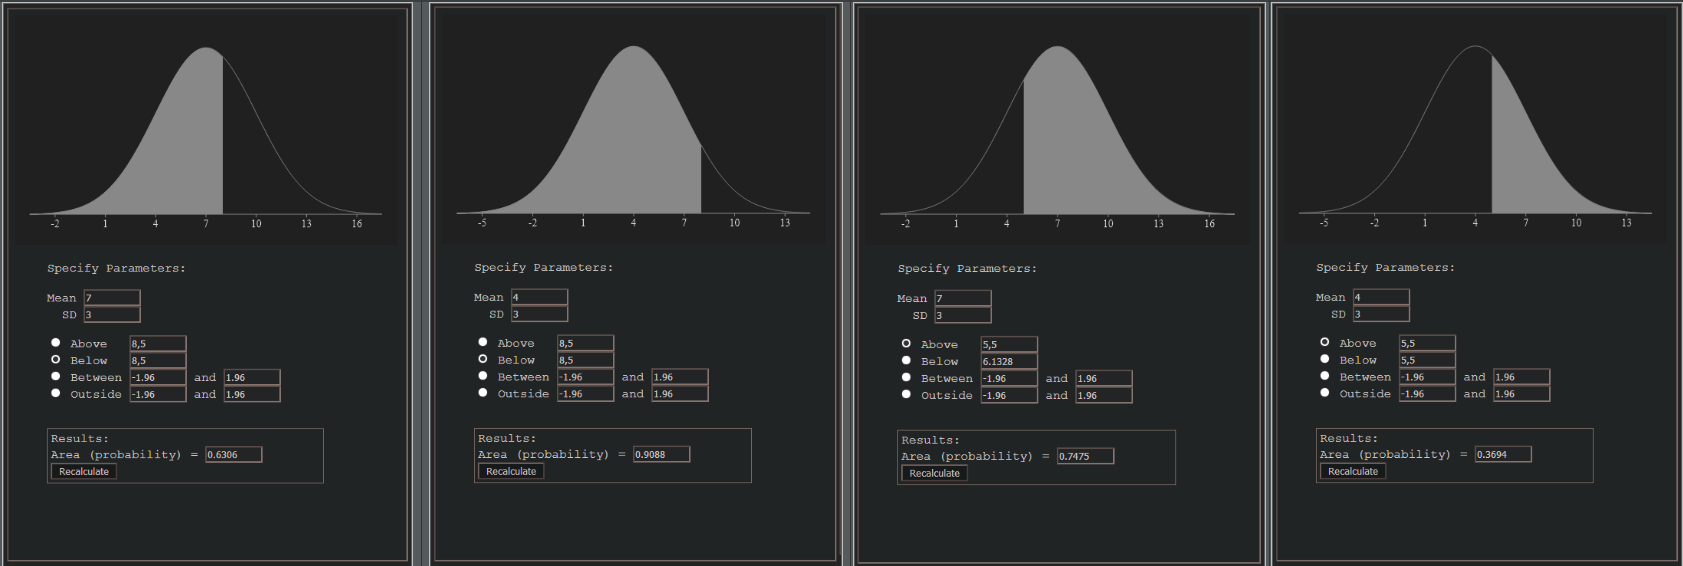 -2 1 4 7 10 13 16
Specify Parameters:
Mean 7
SD 3
Above 8,5
Below 8,5
Between -1.96 and 1.96
Outside -1.96 and 1.96
Results:
Area (probability) = 0.6306
Recalculate
-5 -2 1 4 7 10 13
Specify Parameters:
Mean 4
SD 3
Above 8,5
Below 8,5
Between -1.96 and 1.96
Outside -1.96 and 1.96
Results:
Area (probability) = 0.9088
Recalculate
-2 1 4 7 10 13 16
Specify Parameters:
Mean 7
SD 3
Above 5,5
Below 6.1328
Between -1.96 and 1.96
Outside -1.96 and 1.96
Results:
Area (probability) = 0.7475
Recalculate
-5 -2 1 4 7 10 13
Specify Parameters:
Mean 4
SD 3
Above 5,5
Below 5,5
Between -1.96 and 1.96
Outside -1.96 and 1.96
Results:
Area (probability) = 0.3694
Recalculate